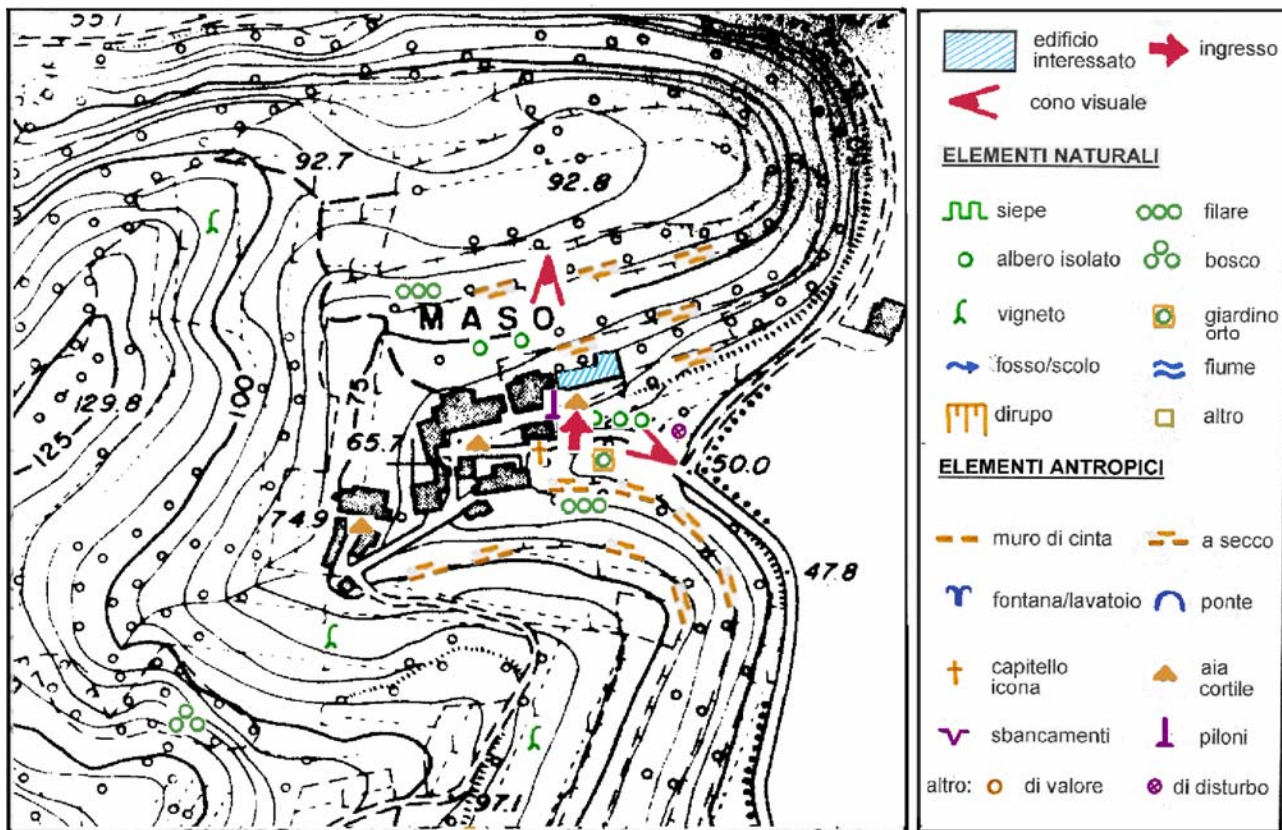 55.1
92.7
92.8
MASO
129.8
100
75
125
65.7
50.0
74.9
47.8
97.1
edificio
interessato
ingresso
cono visuale
ELEMENTI NATURALI
siepe
filare
albero isolato
bosco
vigneto
giardino
orto
fosso/scolo
fiume
dirupo
altro
ELEMENTI ANTROPICI
muro di cinta
a secco
fontana/lavatoio
ponte
capitello
icona
aia
cortile
sbancamenti
piloni
altro:
di valore
di disturbo